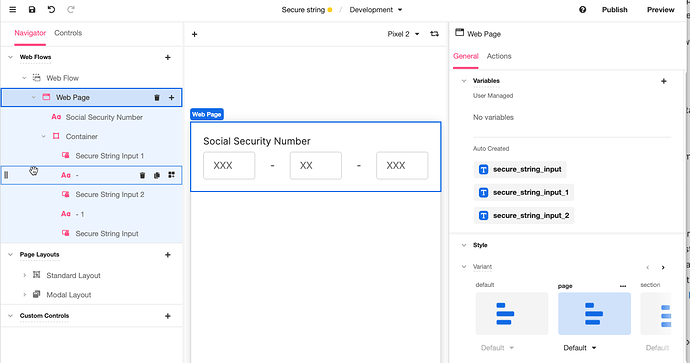 Secure string
Development
Publish
Preview
Navigator
Controls
Web Flows
Web Flow
Web Page
Aa Social Security Number
Container
Secure String Input 1
Aa -
Secure String Input 2
Aa - 1
Secure String Input
Page Layouts
Standard Layout
Modal Layout
Custom Controls
Pixel 2
Web Page
Social Security Number
XXX - XX - XXX
Web Page
General
Actions
Variables
User Managed
No variables
Auto Created
T secure_string_input
T secure_string_input_1
T secure_string_input_2
Style
Variant
default page section
Default Default Default